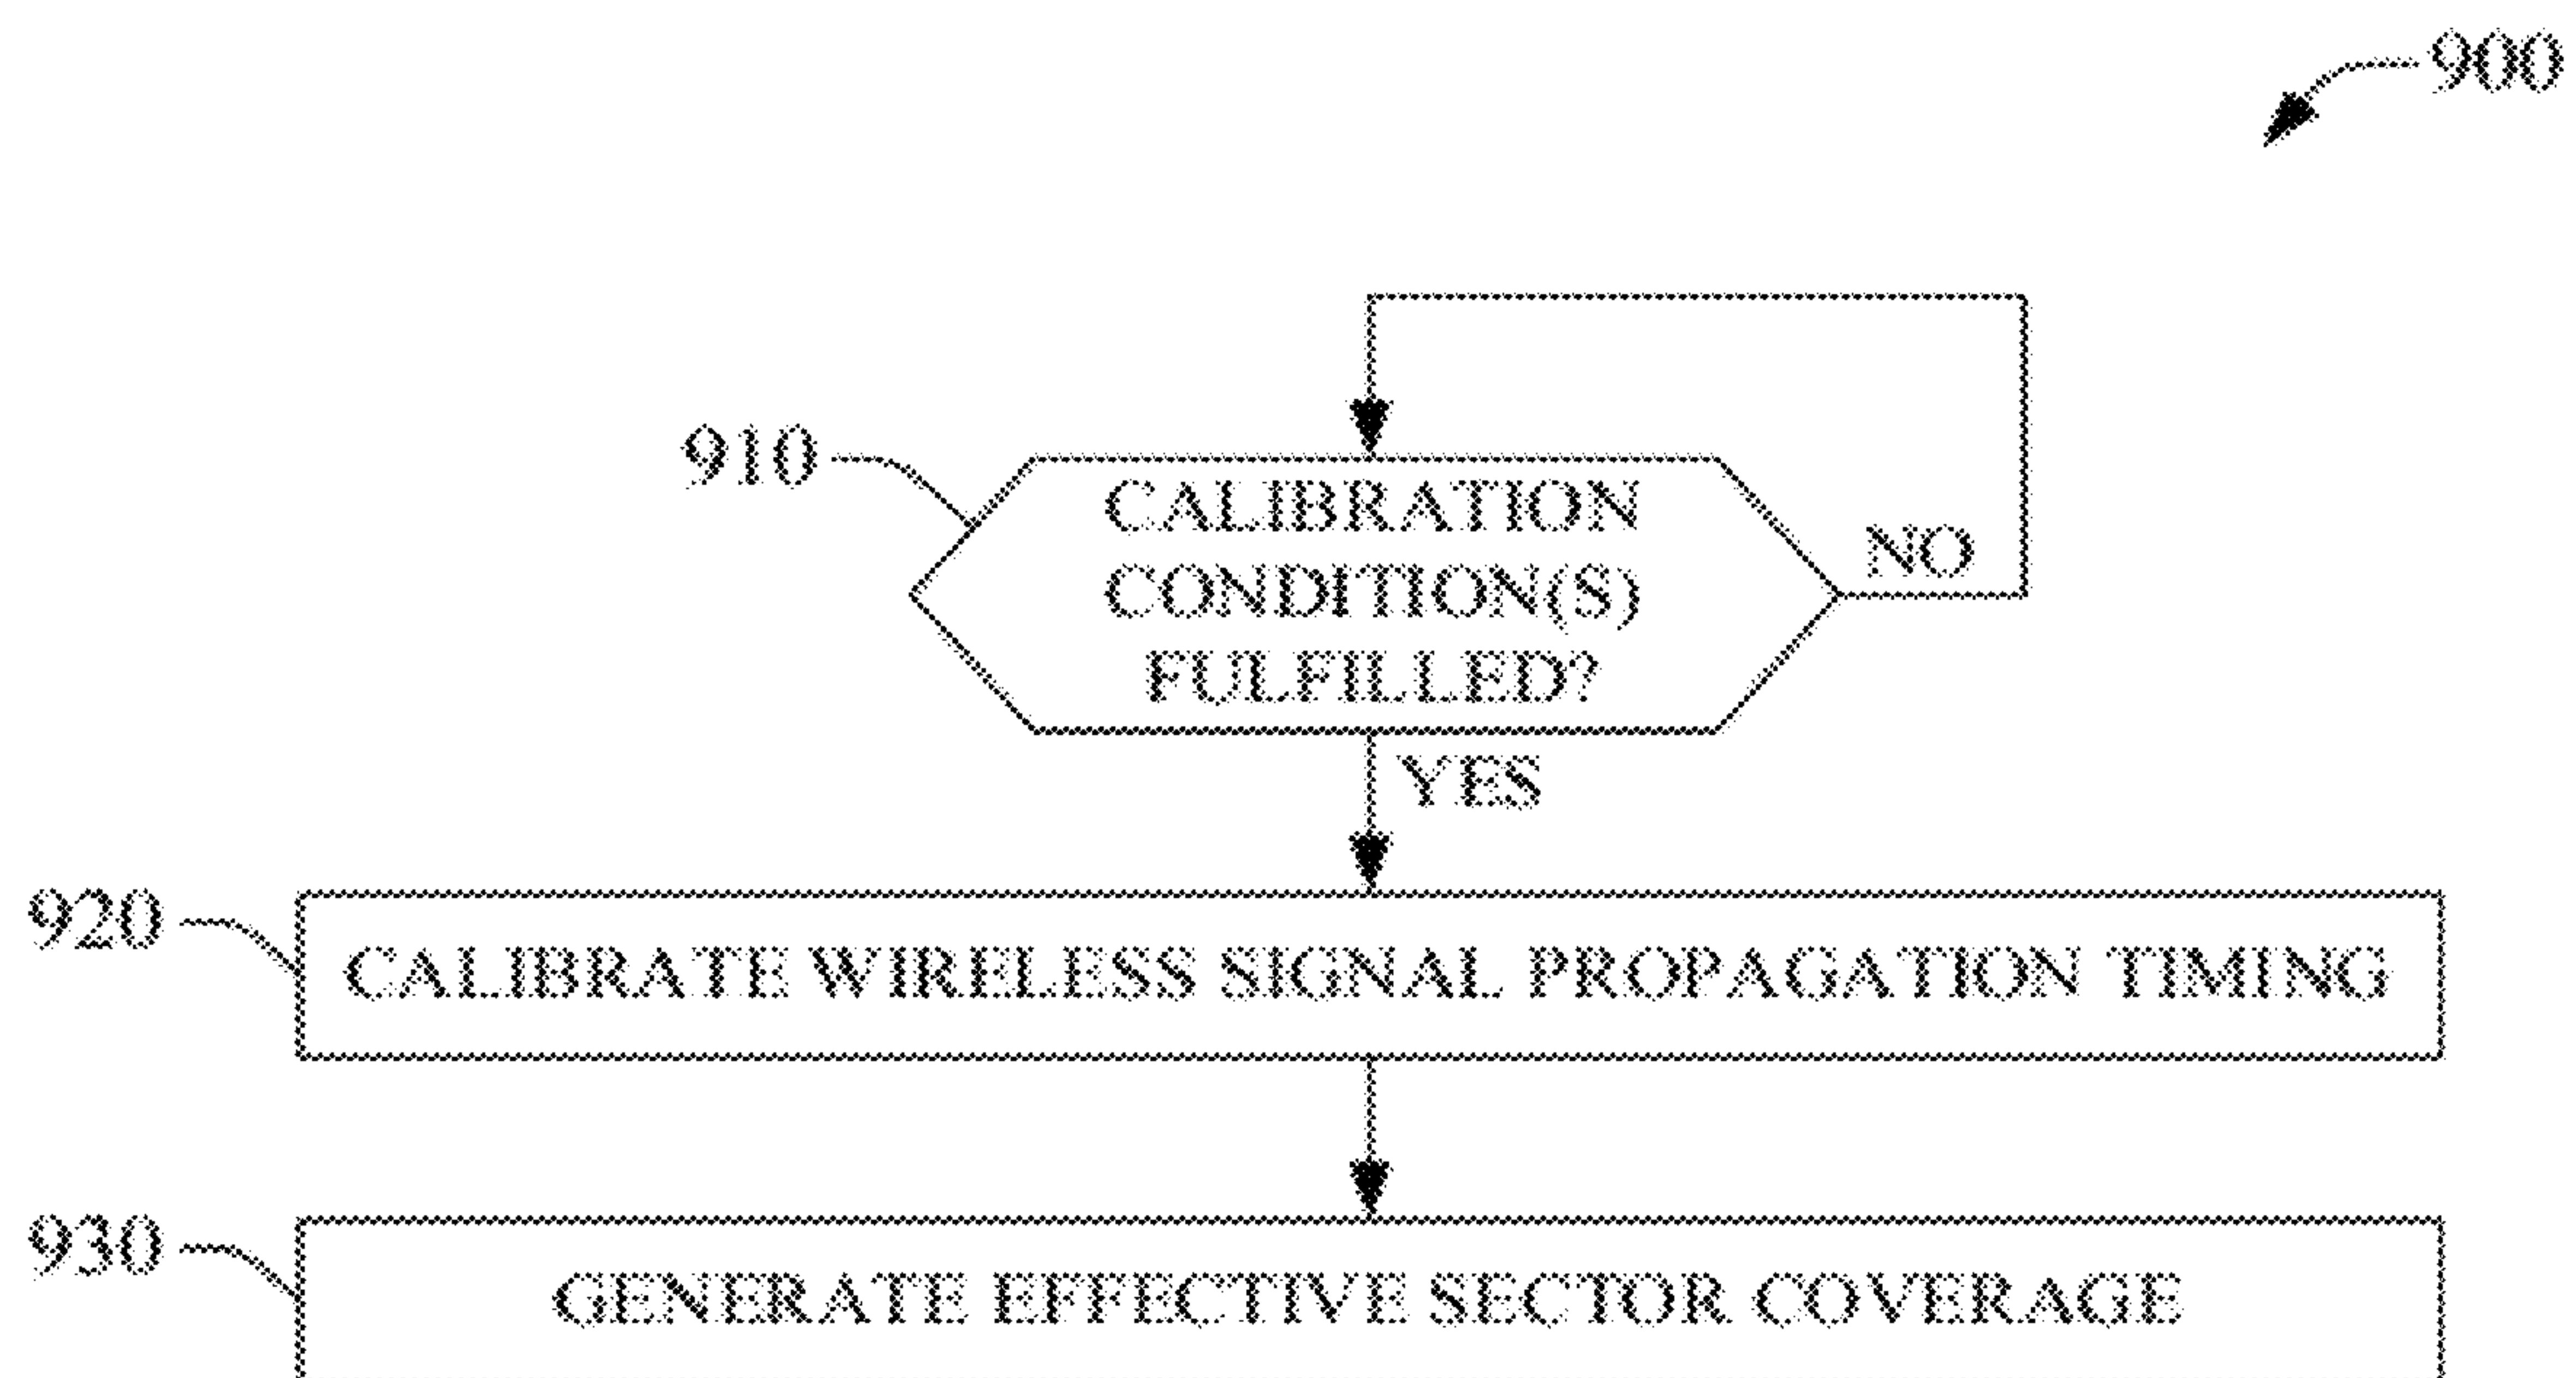 900
910
CALIBRATION
CONDITION(S)
FULFILLED?
NO
YES
920
CALIBRATE WIRELESS SIGNAL PROPAGATION TIMING
930
GENERATE EFFECTIVE SECTOR COVERAGE